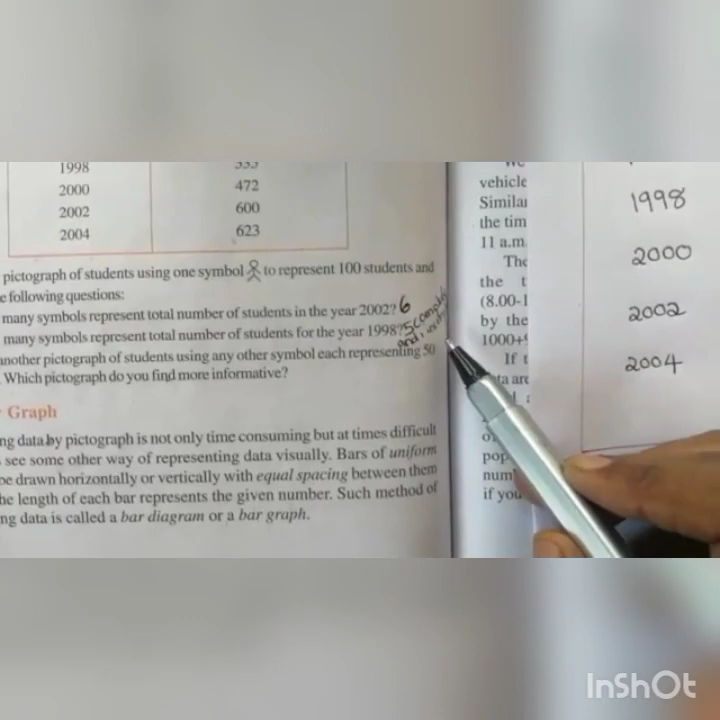 1998
2000 472
2002 600
2004 623
pictograph of students using one symbol to represent 100 students and
e following questions:
many symbols represent total number of students in the year 2002? 6
many symbols represent total number of students for the year 1998? 5
another pictograph of students using any other symbol each representing 50
Which pictograph do you find more informative?
Graph
ng data by pictograph is not only time consuming but at times difficult
see some other way of representing data visually. Bars of uniform
be drawn horizontally or vertically with equal spacing between them
he length of each bar represents the given number. Such method of
ng data is called a bar diagram or a bar graph.
vehicle
Similar
the tim
11 a.m.
The
the t
(8.00-1
by the
1000+
If t
ta are
pop
num
if you
1998
2000
2002
2004
InShOt